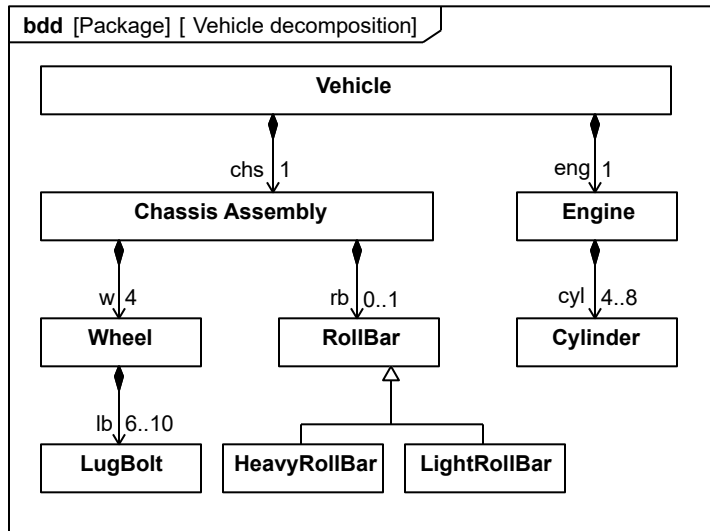 bdd [Package] [ Vehicle decomposition]
Vehicle
chs 1
eng 1
Chassis Assembly
Engine
w 4
rb 0..1
cyl 4..8
Wheel
RollBar
Cylinder
lb 6..10
LugBolt
HeavyRollBar
LightRollBar